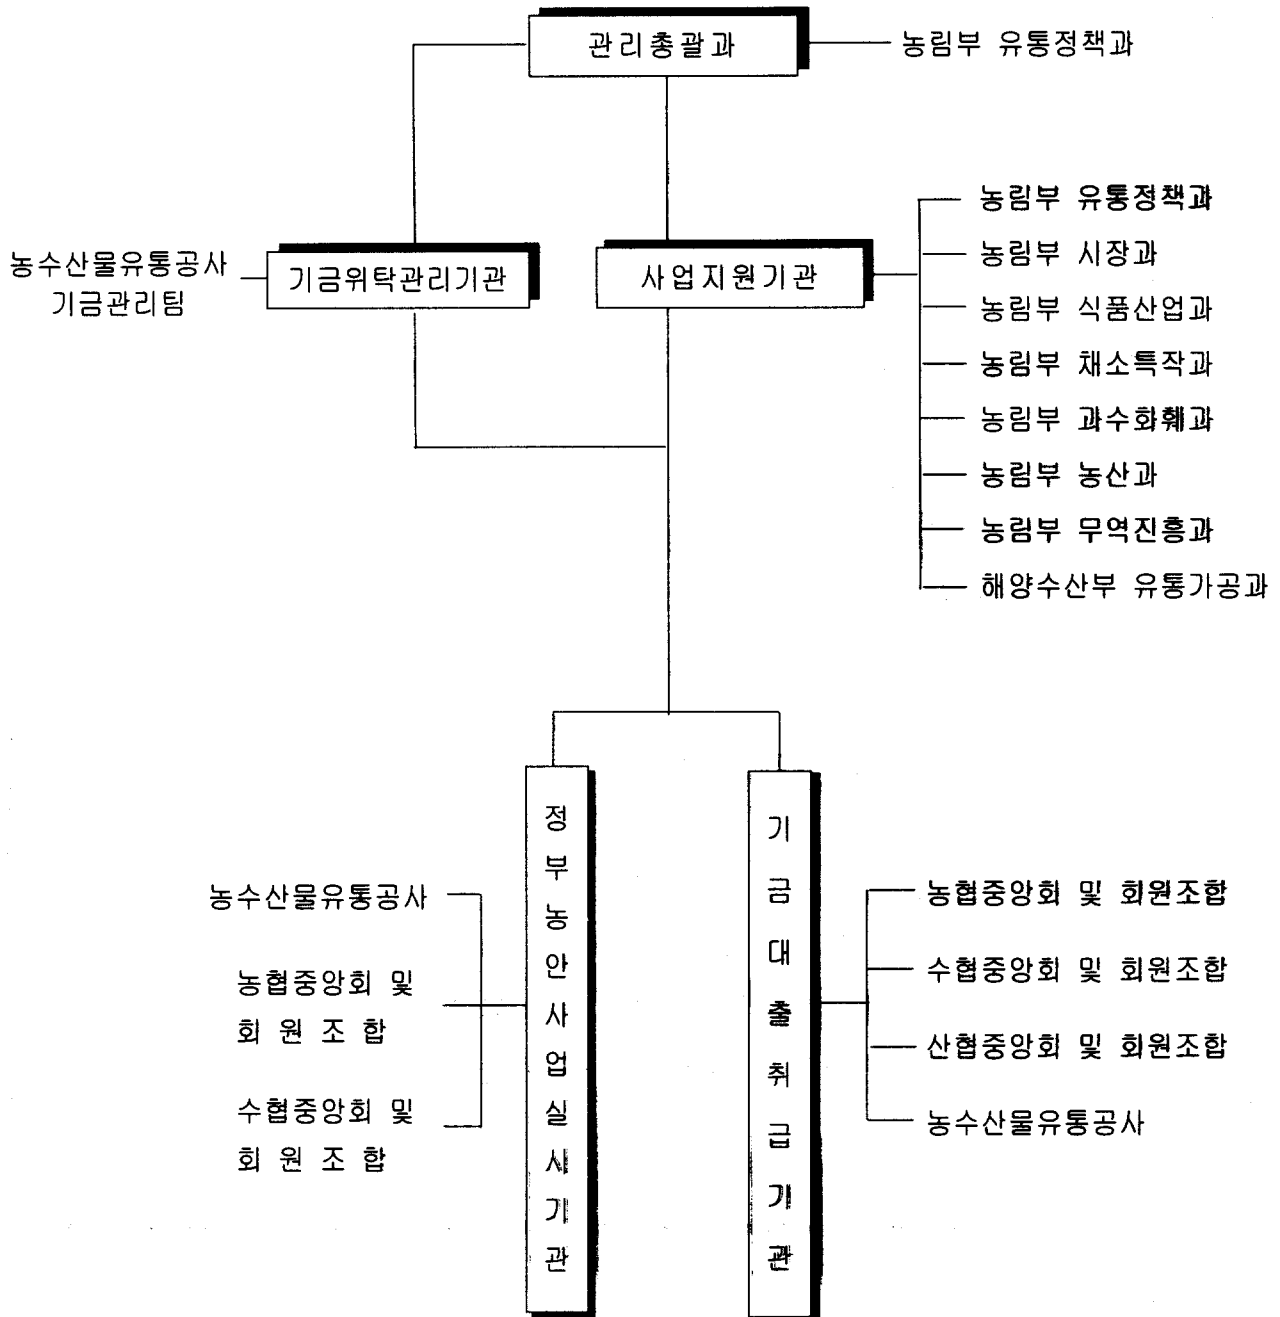 관리총괄과
농림부 유통정책과
농수산물유통공사
기금관리팀
기금위탁관리기관
사업지원기관
농림부 유통정책과
농림부 시장과
농림부 식품산업과
농림부 채소특작과
농림부 과수화훼과
농림부 농산과
농림부 무역진흥과
해양수산부 유통가공과
정부농안사업실시기관
농수산물유통공사
농협중앙회 및
회 원 조 합
수협중앙회 및
회 원 조 합
기금대출취급기관
농협중앙회 및 회원조합
수협중앙회 및 회원조합
산협중앙회 및 회원조합
농수산물유통공사